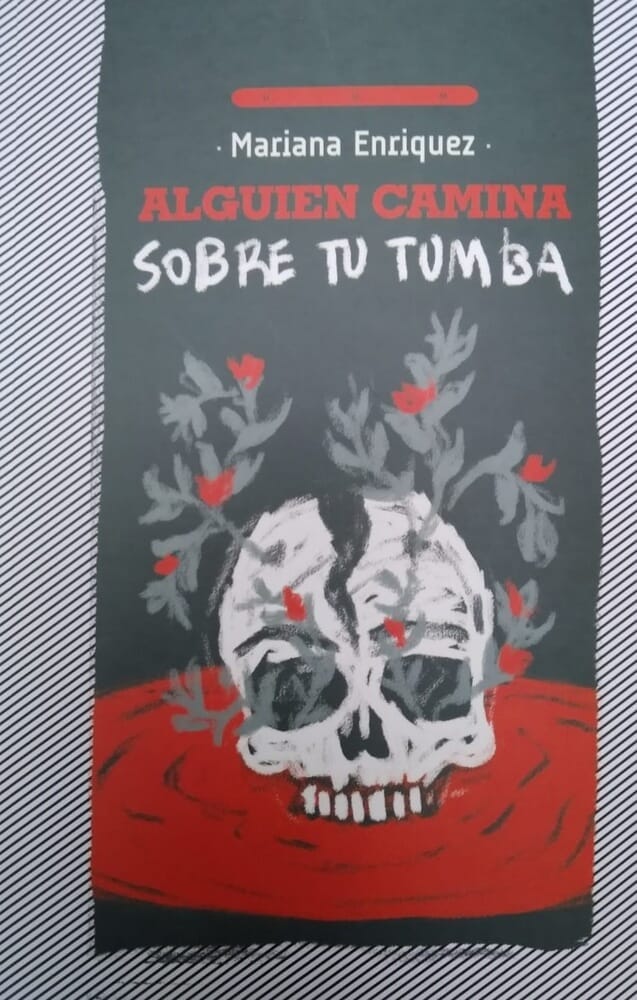 · Mariana Enriquez ·
ALGUIEN CAMINA
SOBRE TU TUMBA